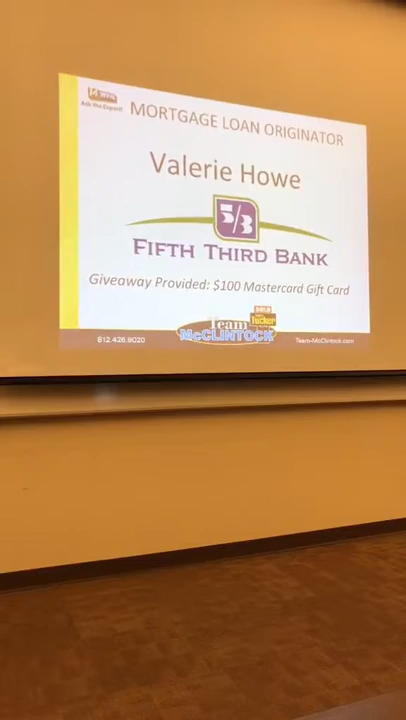 Ask the Expert!
MORTGAGE LOAN ORIGINATOR
Valerie Howe
5/3
FIFTH THIRD BANK
Giveaway Provided: $100 Mastercard Gift Card
812.426.9020
Team
McCLINTOCK
SOLD
Tucker
Team-McClintock.com